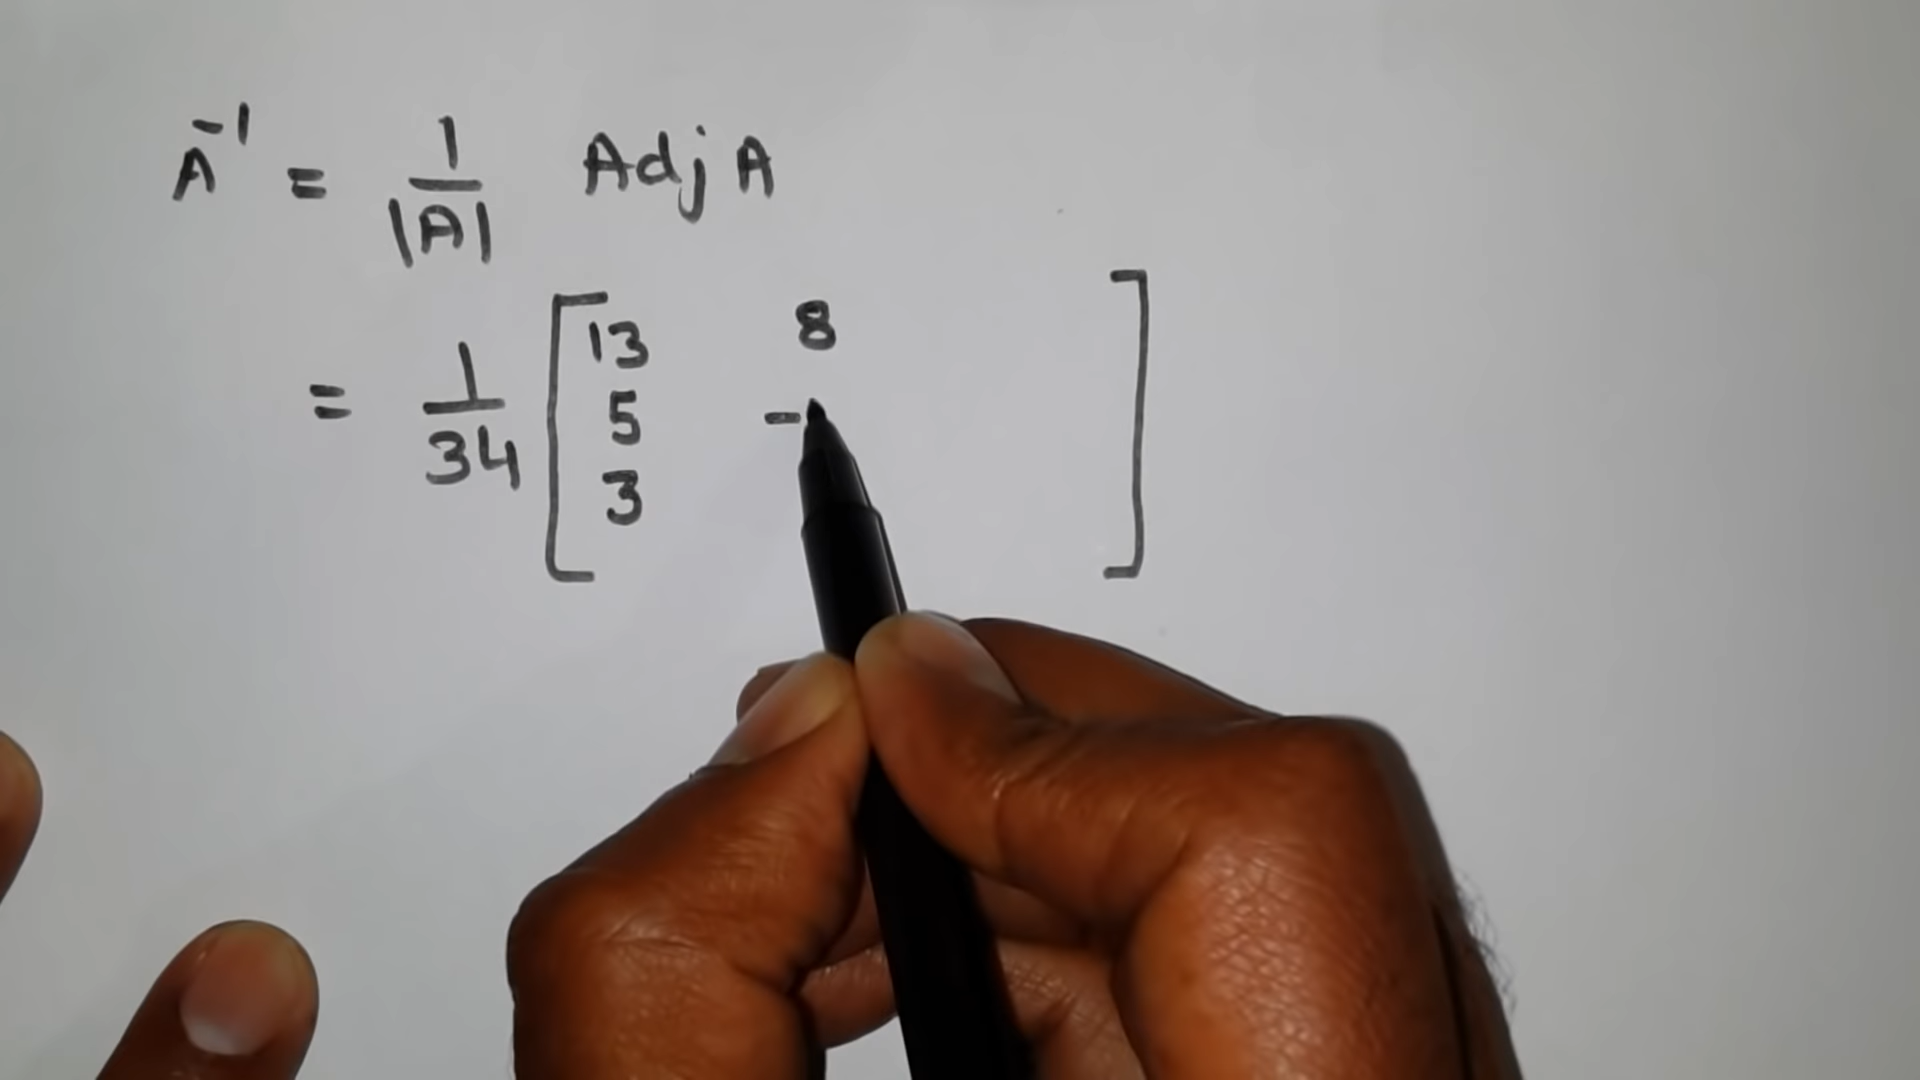 A⁻¹ = 1/|A| Adj A
= 1/34 [ 13 8
5 -
3 ]